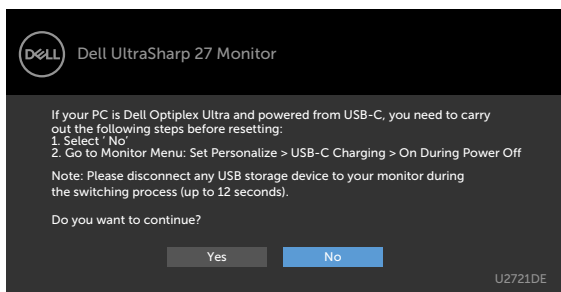 DELL
Dell UltraSharp 27 Monitor
If your PC is Dell Optiplex Ultra and powered from USB-C, you need to carry
out the following steps before resetting:
1. Select ‘ No’
2. Go to Monitor Menu: Set Personalize > USB-C Charging > On During Power Off
Note: Please disconnect any USB storage device to your monitor during
the switching process (up to 12 seconds).
Do you want to continue?
Yes No
U2721DE